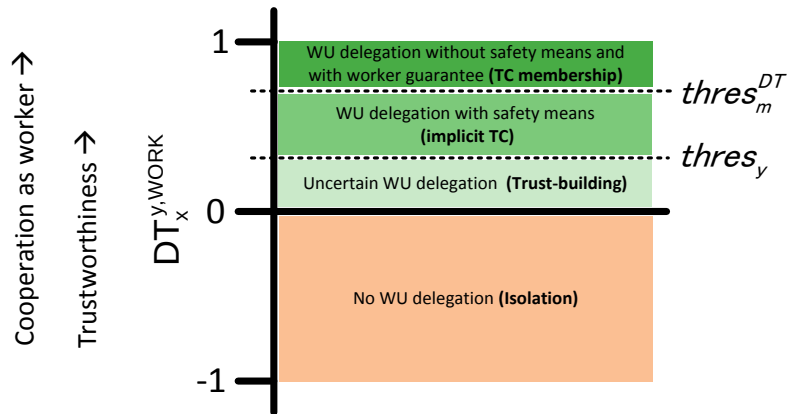 Cooperation as worker →
Trustworthiness →
DT_x^{y,WORK}
1
0
-1
WU delegation without safety means and
with worker guarantee (TC membership)
thres_m^{DT}
WU delegation with safety means
(implicit TC)
thres_y
Uncertain WU delegation (Trust-building)
No WU delegation (Isolation)